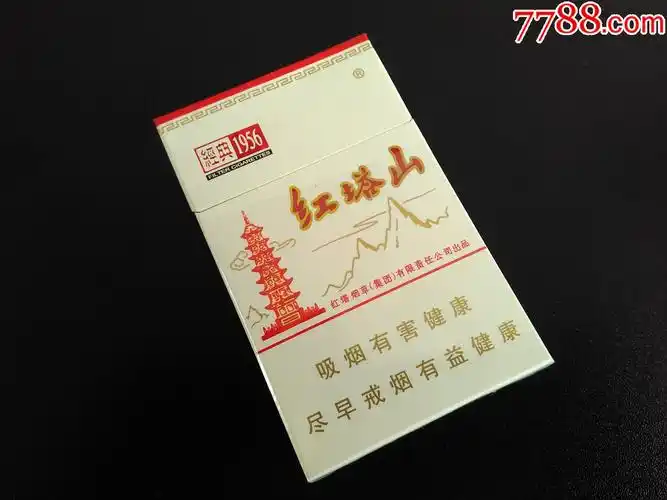 7788.com
®
經典1956
FILTER CIGARETTES
红塔山
红塔烟草(集团)有限责任公司出品
吸烟有害健康
尽早戒烟有益健康